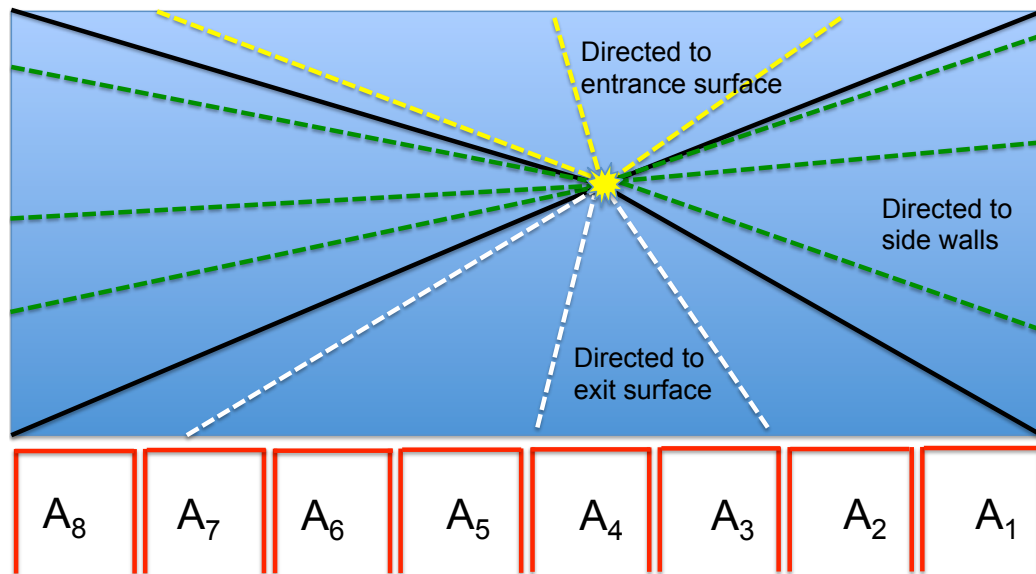 Directed to
entrance surface
Directed to
side walls
Directed to
exit surface
A₈ A₇ A₆ A₅ A₄ A₃ A₂ A₁